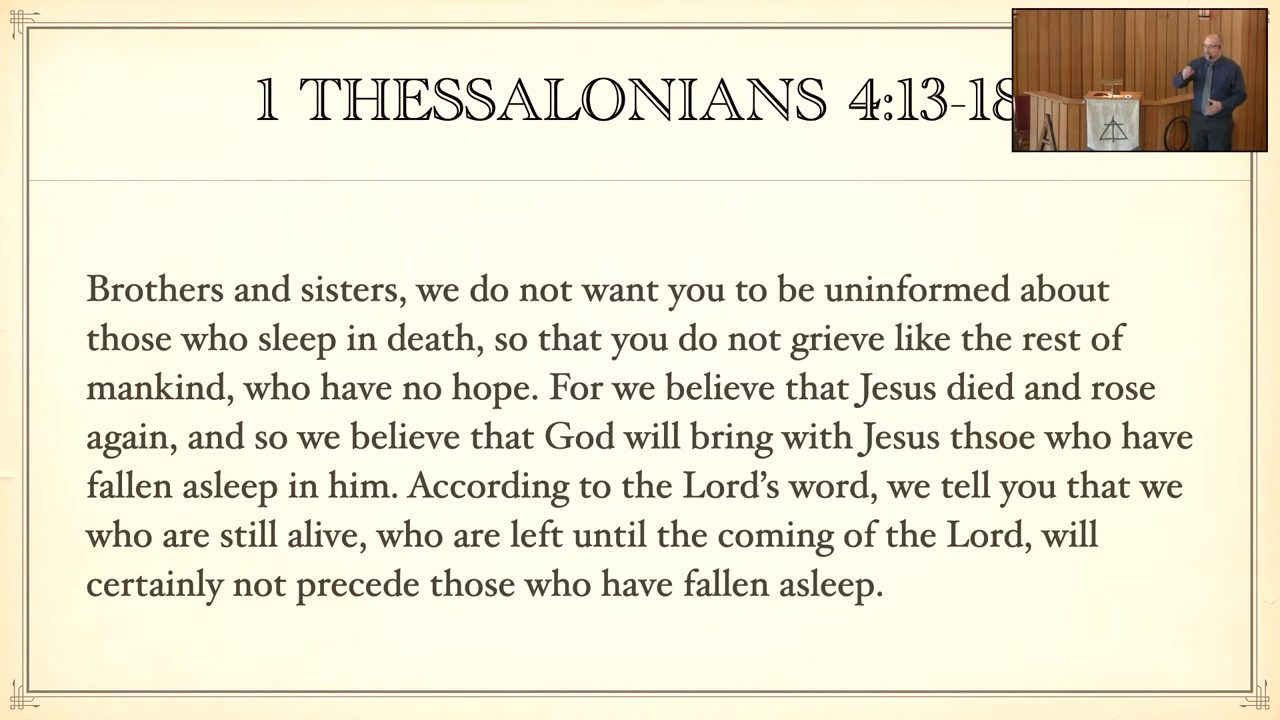 1 THESSALONIANS 4:13-18
Brothers and sisters, we do not want you to be uninformed about
those who sleep in death, so that you do not grieve like the rest of
mankind, who have no hope. For we believe that Jesus died and rose
again, and so we believe that God will bring with Jesus thsoe who have
fallen asleep in him. According to the Lord’s word, we tell you that we
who are still alive, who are left until the coming of the Lord, will
certainly not precede those who have fallen asleep.